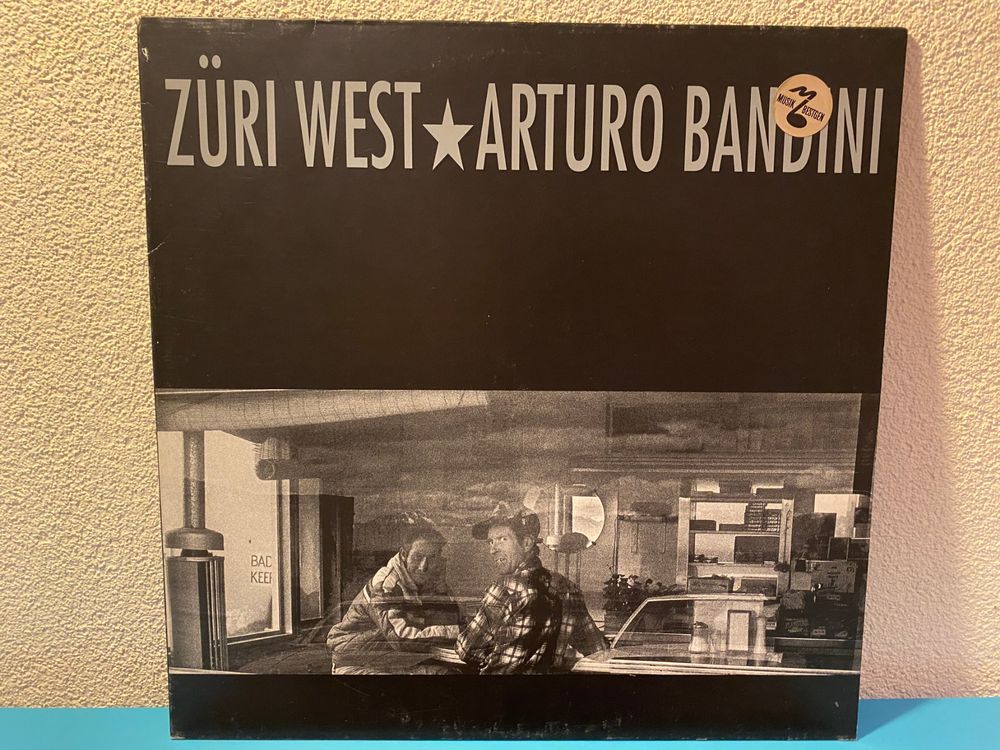 ZÜRI WEST★ARTURO BANDINI
MUSIK BESTGEN
BAD
KEEP